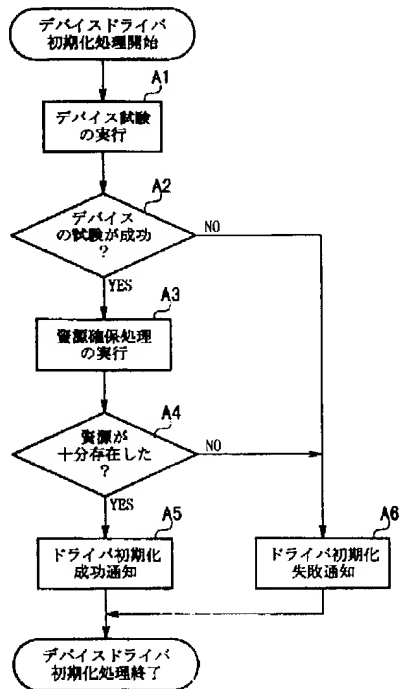 デバイスドライバ
初期化処理開始
A1
デバイス試験
の実行
A2
デバイス
の試験が成功
?
NO
YES
A3
資源確保処理
の実行
A4
資源が
十分存在した
?
NO
YES
A5
ドライバ初期化
成功通知
A6
ドライバ初期化
失敗通知
デバイスドライバ
初期化処理終了